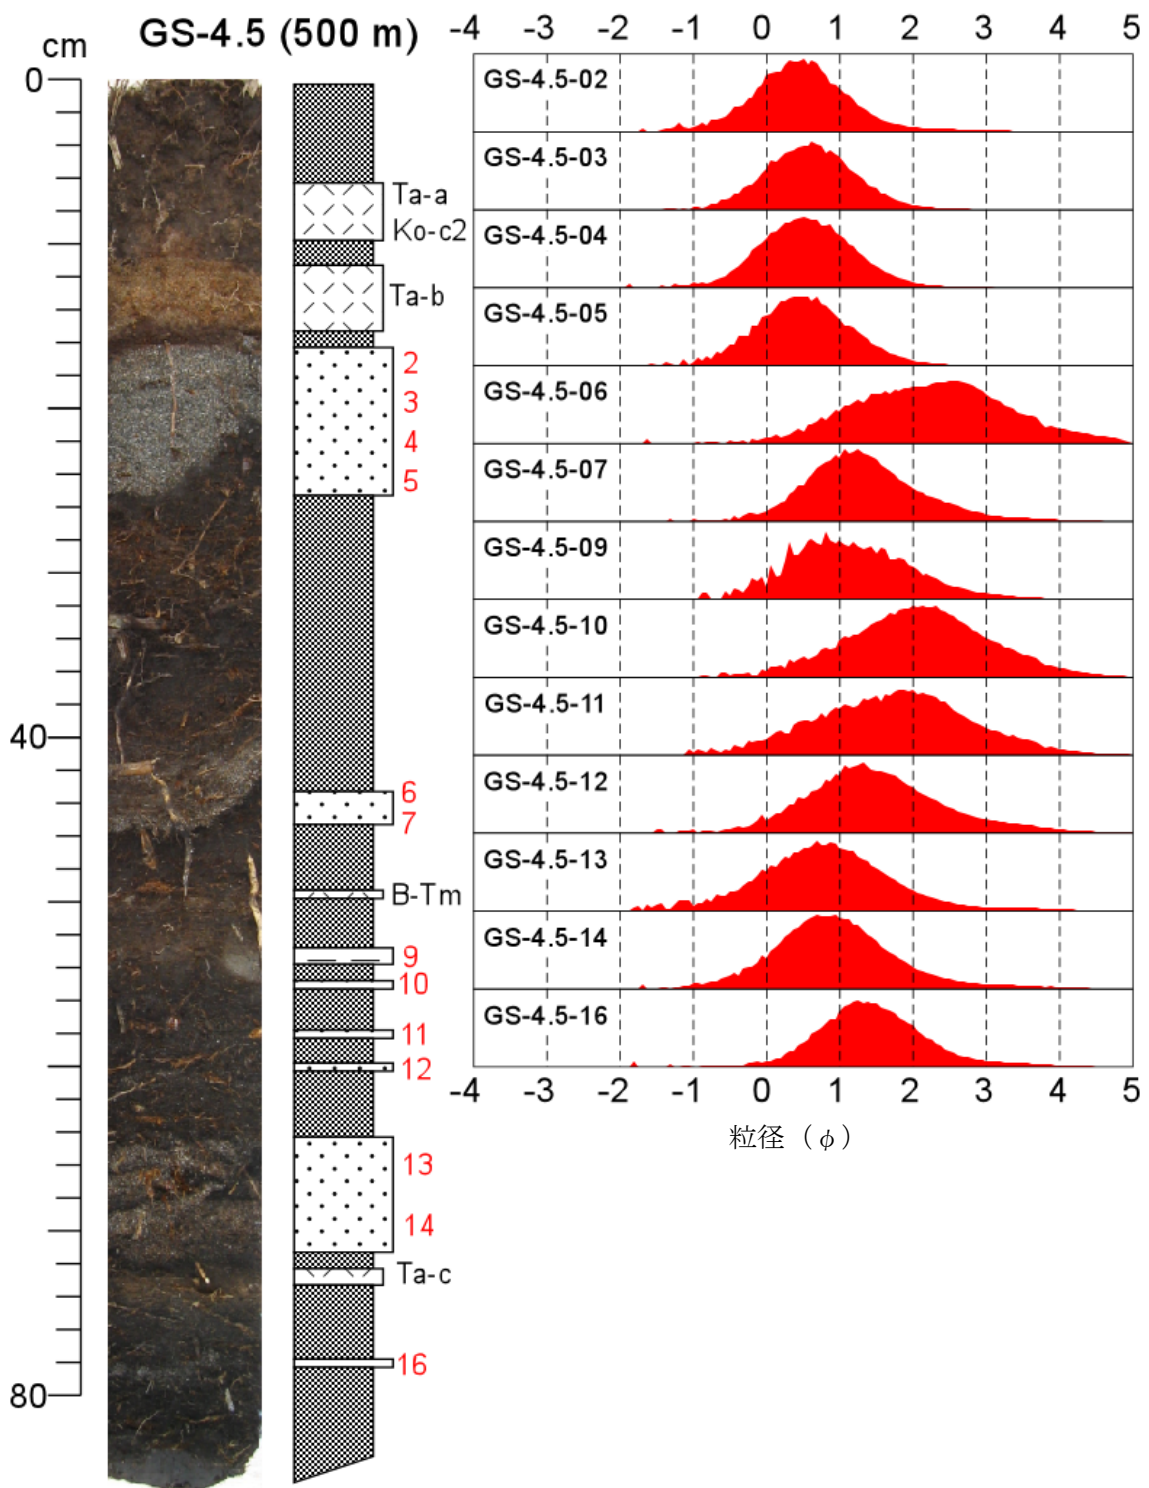 GS-4.5 (500 m)
cm
0
40
80
Ta-a
Ko-c2
Ta-b
2
3
4
5
6
7
B-Tm
9
10
11
12
13
14
Ta-c
16
-4 -3 -2 -1 0 1 2 3 4 5
GS-4.5-02
GS-4.5-03
GS-4.5-04
GS-4.5-05
GS-4.5-06
GS-4.5-07
GS-4.5-09
GS-4.5-10
GS-4.5-11
GS-4.5-12
GS-4.5-13
GS-4.5-14
GS-4.5-16
-4 -3 -2 -1 0 1 2 3 4 5
粒径（φ）